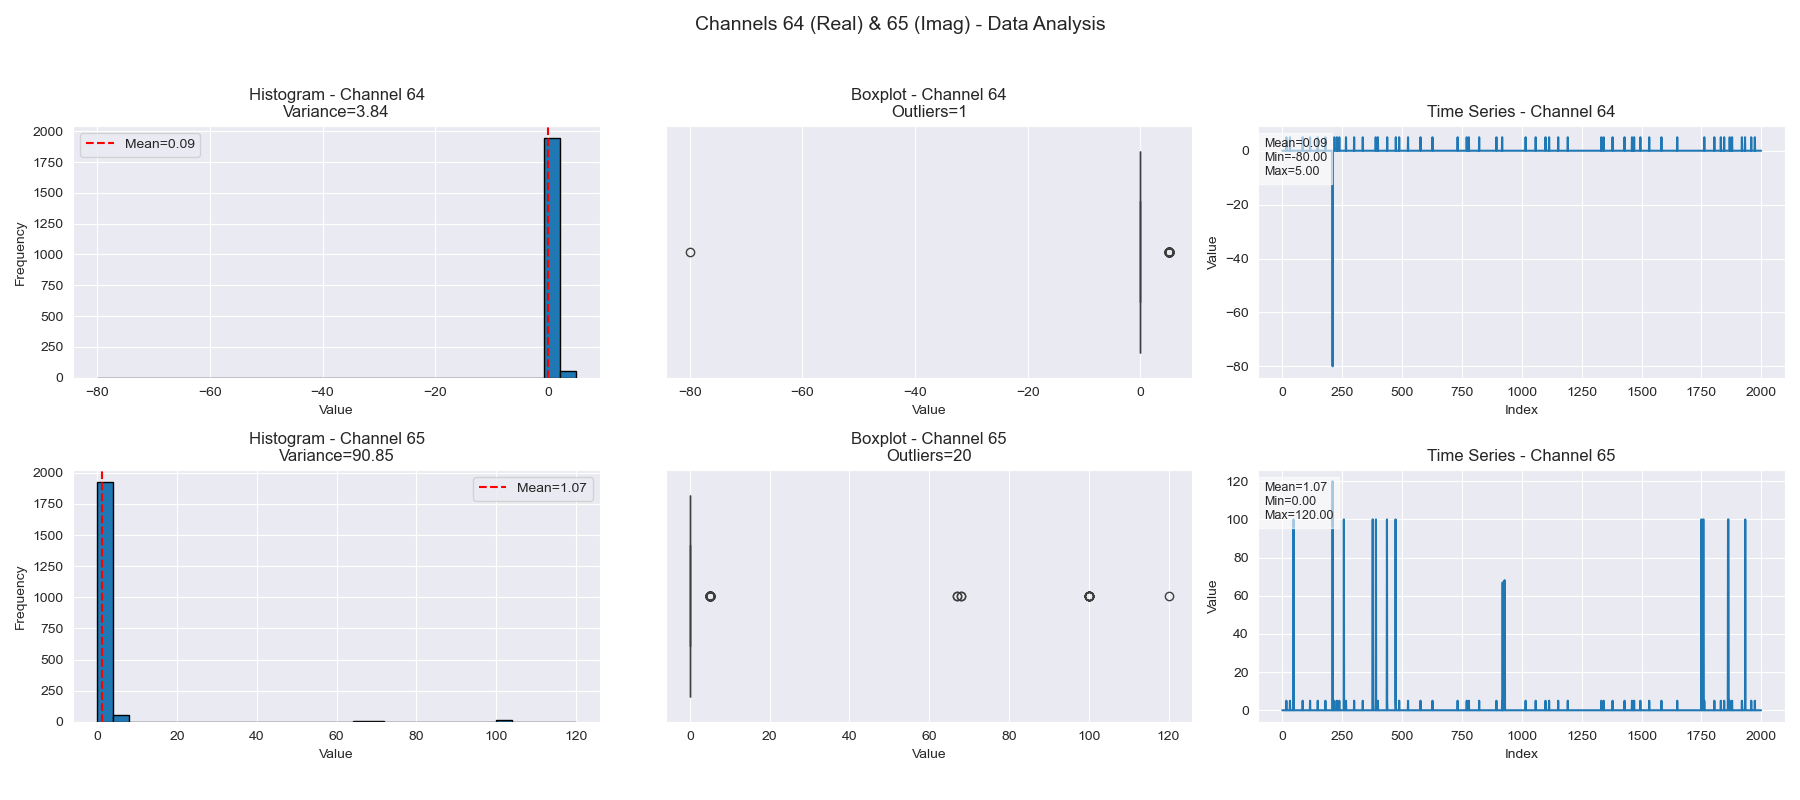 Channels 64 (Real) & 65 (Imag) - Data Analysis
Histogram - Channel 64
Variance=3.84
Mean=0.09
2000
1750
1500
1250
1000
750
500
250
0
Frequency
−80
−60
−40
−20
0
Value
Boxplot - Channel 64
Outliers=1
−80
−60
−40
−20
0
Value
Time Series - Channel 64
Mean=0.09
Min=-80.00
Max=5.00
0
−20
−40
−60
−80
Value
0
250
500
750
1000
1250
1500
1750
2000
Index
Histogram - Channel 65
Variance=90.85
Mean=1.07
2000
1750
1500
1250
1000
750
500
250
0
Frequency
0
20
40
60
80
100
120
Value
Boxplot - Channel 65
Outliers=20
0
20
40
60
80
100
120
Value
Time Series - Channel 65
Mean=1.07
Min=0.00
Max=120.00
120
100
80
60
40
20
0
Value
0
250
500
750
1000
1250
1500
1750
2000
Index